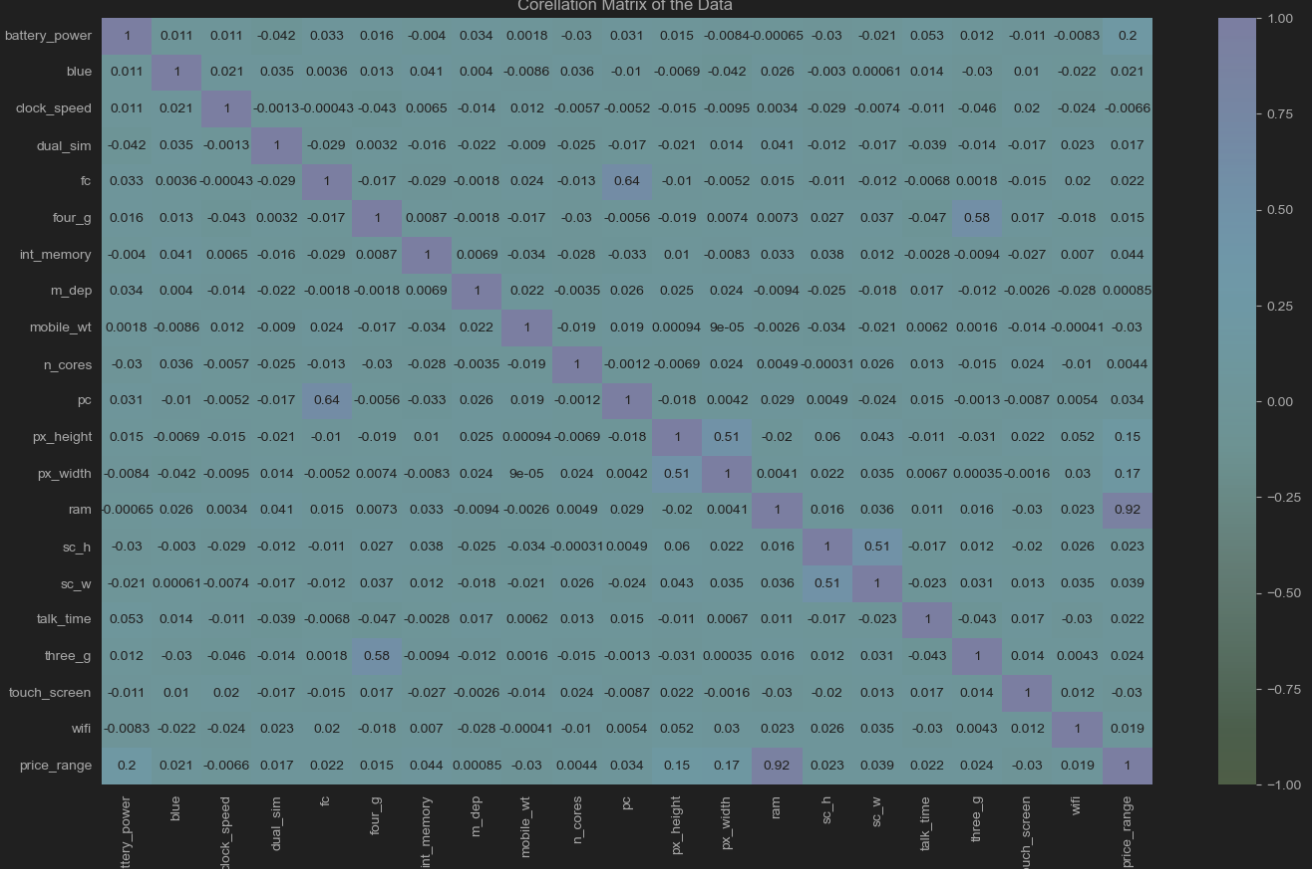 Corellation Matrix of the Data
battery_power 1 0.011 0.011 -0.042 0.033 0.016 -0.004 0.034 0.0018 -0.03 0.031 0.015 -0.0084 -0.00065 -0.03 -0.021 0.053 0.012 -0.011 -0.0083 0.2
blue 0.011 1 0.021 0.035 0.0036 0.013 0.041 0.004 -0.0086 0.036 -0.01 -0.0069 -0.042 0.026 -0.003 0.00061 0.014 -0.03 0.01 -0.022 0.021
clock_speed 0.011 0.021 1 -0.0013 -0.00043 -0.043 0.0065 -0.014 0.012 -0.0057 -0.0052 -0.015 -0.0095 0.0034 -0.029 -0.0074 -0.011 -0.046 0.02 -0.024 -0.0066
dual_sim -0.042 0.035 -0.0013 1 -0.029 0.0032 -0.016 -0.022 -0.009 -0.025 -0.017 -0.021 0.014 0.041 -0.012 -0.017 -0.039 -0.014 -0.017 0.023 0.017
fc 0.033 0.0036 -0.00043 -0.029 1 -0.017 -0.029 -0.0018 0.024 -0.013 0.64 -0.01 -0.0052 0.015 -0.011 -0.012 -0.0068 0.0018 -0.015 0.02 0.022
four_g 0.016 0.013 -0.043 0.0032 -0.017 1 0.0087 -0.0018 -0.017 -0.03 -0.0056 -0.019 0.0074 0.0073 0.027 0.037 -0.047 0.58 0.017 -0.018 0.015
int_memory -0.004 0.041 0.0065 -0.016 -0.029 0.0087 1 0.0069 -0.034 -0.028 -0.033 0.01 -0.0083 0.033 0.038 0.012 -0.0028 -0.0094 -0.027 0.007 0.044
m_dep 0.034 0.004 -0.014 -0.022 -0.0018 -0.0018 0.0069 1 0.022 -0.0035 0.026 0.025 0.024 -0.0094 -0.025 -0.018 0.017 -0.012 -0.0026 -0.028 0.00085
mobile_wt 0.0018 -0.0086 0.012 -0.009 0.024 -0.017 -0.034 0.022 1 -0.019 0.019 0.00094 9e-05 -0.0026 -0.034 -0.021 0.0062 0.0016 -0.014 -0.00041 -0.03
n_cores -0.03 0.036 -0.0057 -0.025 -0.013 -0.03 -0.028 -0.0035 -0.019 1 -0.0012 -0.0069 0.024 0.0049 -0.00031 0.026 0.013 -0.015 0.024 -0.01 0.0044
pc 0.031 -0.01 -0.0052 -0.017 0.64 -0.0056 -0.033 0.026 0.019 -0.0012 1 -0.018 0.0042 0.029 0.0049 -0.024 0.015 -0.0013 -0.0087 0.0054 0.034
px_height 0.015 -0.0069 -0.015 -0.021 -0.01 -0.019 0.01 0.025 0.00094 -0.0069 -0.018 1 0.51 -0.02 0.06 0.043 -0.011 -0.031 0.022 0.052 0.15
px_width -0.0084 -0.042 -0.0095 0.014 -0.0052 0.0074 -0.0083 0.024 9e-05 0.024 0.0042 0.51 1 0.0041 0.022 0.035 0.0067 0.00035 -0.0016 0.03 0.17
ram -0.00065 0.026 0.0034 0.041 0.015 0.0073 0.033 -0.0094 -0.0026 0.0049 0.029 -0.02 0.0041 1 0.016 0.036 0.011 0.016 -0.03 0.023 0.92
sc_h -0.03 -0.003 -0.029 -0.012 -0.011 0.027 0.038 -0.025 -0.034 -0.00031 0.0049 0.06 0.022 0.016 1 0.51 -0.017 0.012 -0.02 0.026 0.023
sc_w -0.021 0.00061 -0.0074 -0.017 -0.012 0.037 0.012 -0.018 -0.021 0.026 -0.024 0.043 0.035 0.036 0.51 1 -0.023 0.031 0.013 0.035 0.039
talk_time 0.053 0.014 -0.011 -0.039 -0.0068 -0.047 -0.0028 0.017 0.0062 0.013 0.015 -0.011 0.0067 0.011 -0.017 -0.023 1 -0.043 0.017 -0.03 0.022
three_g 0.012 -0.03 -0.046 -0.014 0.0018 0.58 -0.0094 -0.012 0.0016 -0.015 -0.0013 -0.031 0.00035 0.016 0.012 0.031 -0.043 1 0.014 0.0043 0.024
touch_screen -0.011 0.01 0.02 -0.017 -0.015 0.017 -0.027 -0.0026 -0.014 0.024 -0.0087 0.022 -0.0016 -0.03 -0.02 0.013 0.017 0.014 1 0.012 -0.03
wifi -0.0083 -0.022 -0.024 0.023 0.02 -0.018 0.007 -0.028 -0.00041 -0.01 0.0054 0.052 0.03 0.023 0.026 0.035 -0.03 0.0043 0.012 1 0.019
price_range 0.2 0.021 -0.0066 0.017 0.022 0.015 0.044 0.00085 -0.03 0.0044 0.034 0.15 0.17 0.92 0.023 0.039 0.022 0.024 -0.03 0.019 1
ttery_power
blue
lock_speed
dual_sim
fc
four_g
int_memory
m_dep
mobile_wt
n_cores
pc
px_height
px_width
ram
sc_h
sc_w
talk_time
three_g
uch_screen
wifi
price_range
1.00
0.75
0.50
0.25
0.00
−0.25
−0.50
−0.75
−1.00